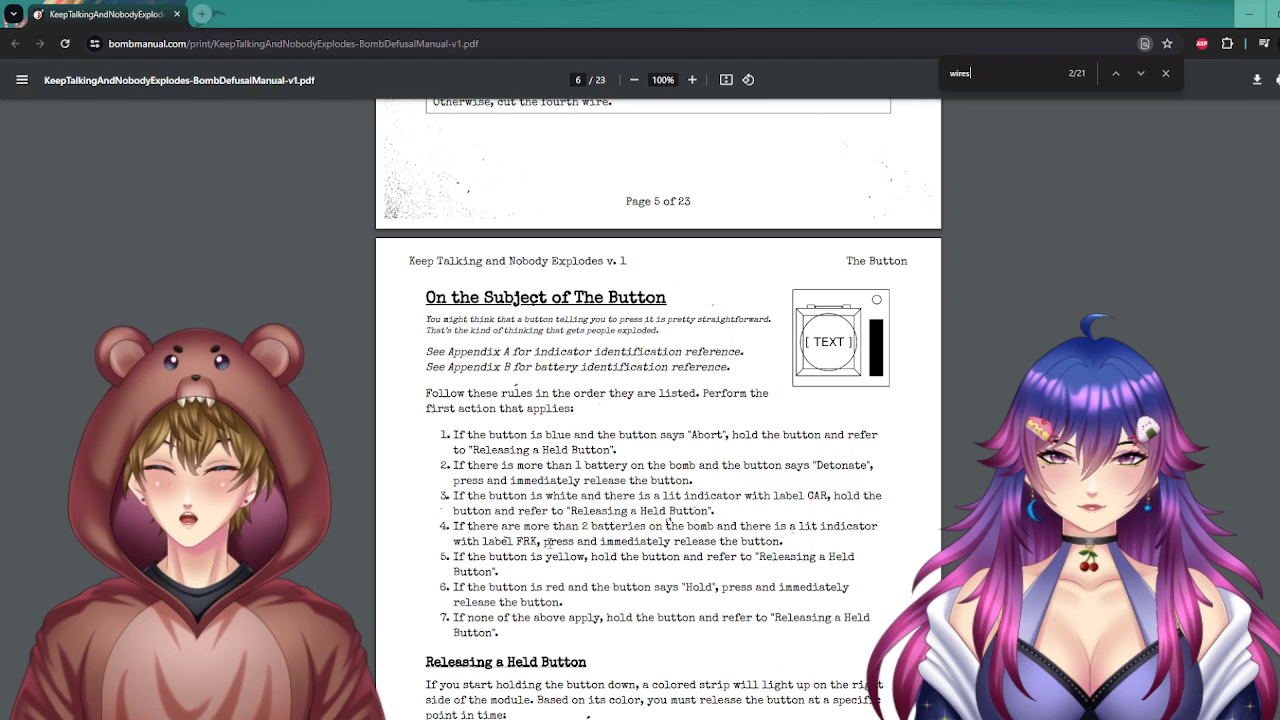 KeepTalkingAndNobodyExplodes-
bombmanual.com/print/KeepTalkingAndNobodyExplodes-BombDefusalManual-v1.pdf
ABP
KeepTalkingAndNobodyExplodes-BombDefusalManual-v1.pdf
6 / 23
100%
wires
2/21
Otherwise, cut the fourth wire.
Page 5 of 23
Keep Talking and Nobody Explodes v. 1
The Button
On the Subject of The Button
You might think that a button telling you to press it is pretty straightforward.
That's the kind of thinking that gets people exploded.
[ TEXT ]
See Appendix A for indicator identification reference.
See Appendix B for battery identification reference.
Follow these rules in the order they are listed. Perform the
first action that applies:
1. If the button is blue and the button says "Abort", hold the button and refer
to "Releasing a Held Button".
2. If there is more than 1 battery on the bomb and the button says "Detonate",
press and immediately release the button.
3. If the button is white and there is a lit indicator with label CAR, hold the
button and refer to "Releasing a Held Button".
4. If there are more than 2 batteries on the bomb and there is a lit indicator
with label FRK, press and immediately release the button.
5. If the button is yellow, hold the button and refer to "Releasing a Held
Button".
6. If the button is red and the button says "Hold", press and immediately
release the button.
7. If none of the above apply, hold the button and refer to "Releasing a Held
Button".
Releasing a Held Button
If you start holding the button down, a colored strip will light up on the right
side of the module. Based on its color, you must release the button at a specific
point in time: